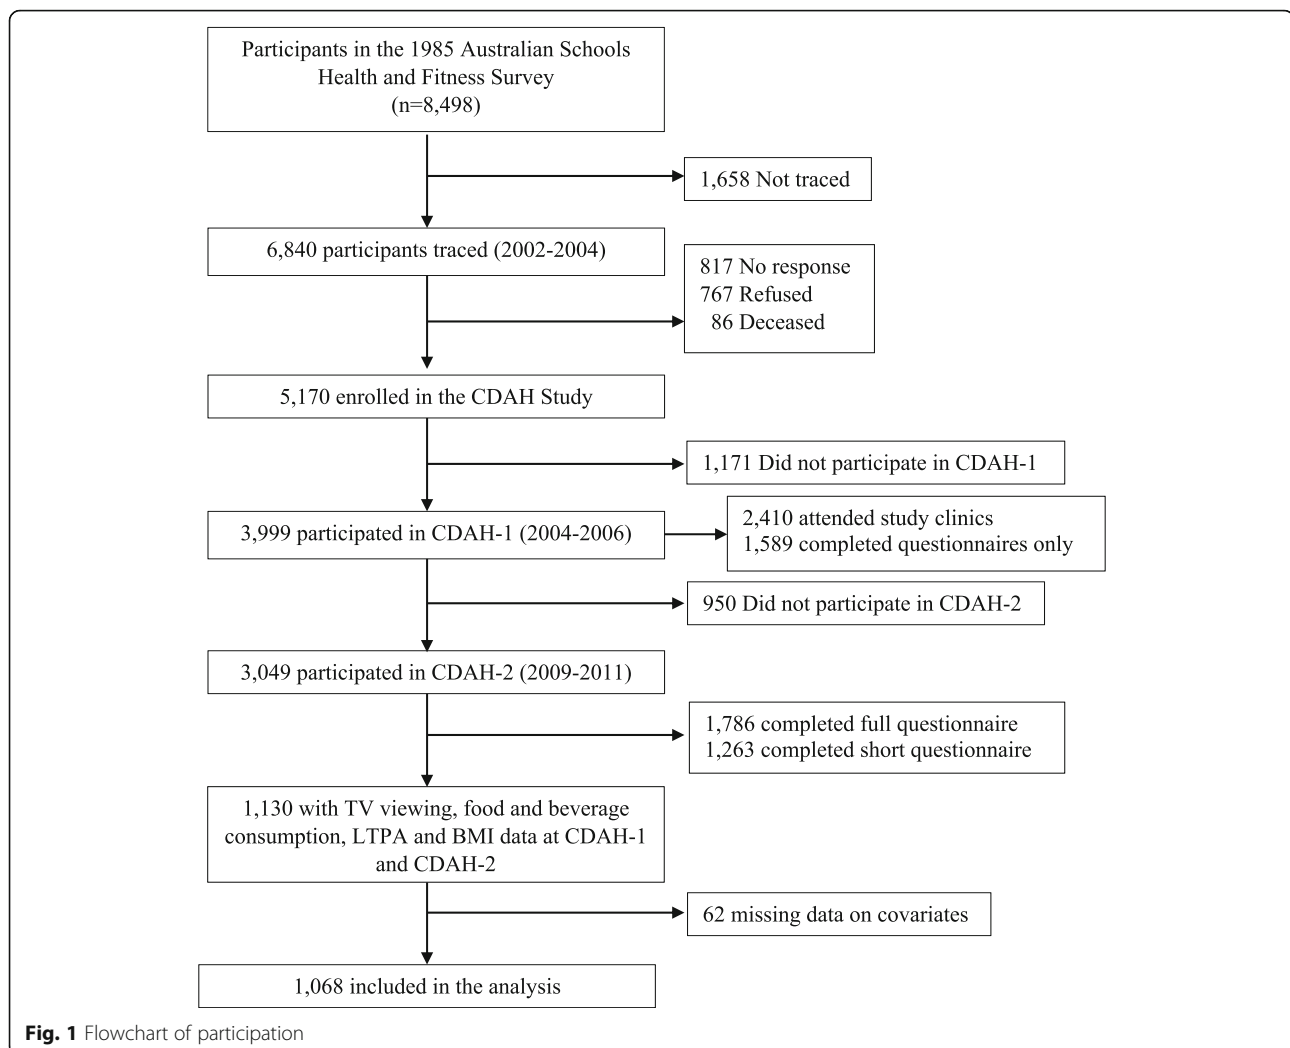 Participants in the 1985 Australian Schools
Health and Fitness Survey
(n=8,498)
1,658 Not traced
6,840 participants traced (2002-2004)
817 No response
767 Refused
86 Deceased
5,170 enrolled in the CDAH Study
1,171 Did not participate in CDAH-1
3,999 participated in CDAH-1 (2004-2006)
2,410 attended study clinics
1,589 completed questionnaires only
950 Did not participate in CDAH-2
3,049 participated in CDAH-2 (2009-2011)
1,786 completed full questionnaire
1,263 completed short questionnaire
1,130 with TV viewing, food and beverage
consumption, LTPA and BMI data at CDAH-1
and CDAH-2
62 missing data on covariates
1,068 included in the analysis
Fig. 1 Flowchart of participation